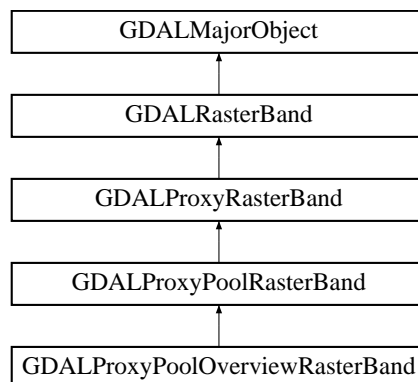 GDALMajorObject
GDALRasterBand
GDALProxyRasterBand
GDALProxyPoolRasterBand
GDALProxyPoolOverviewRasterBand